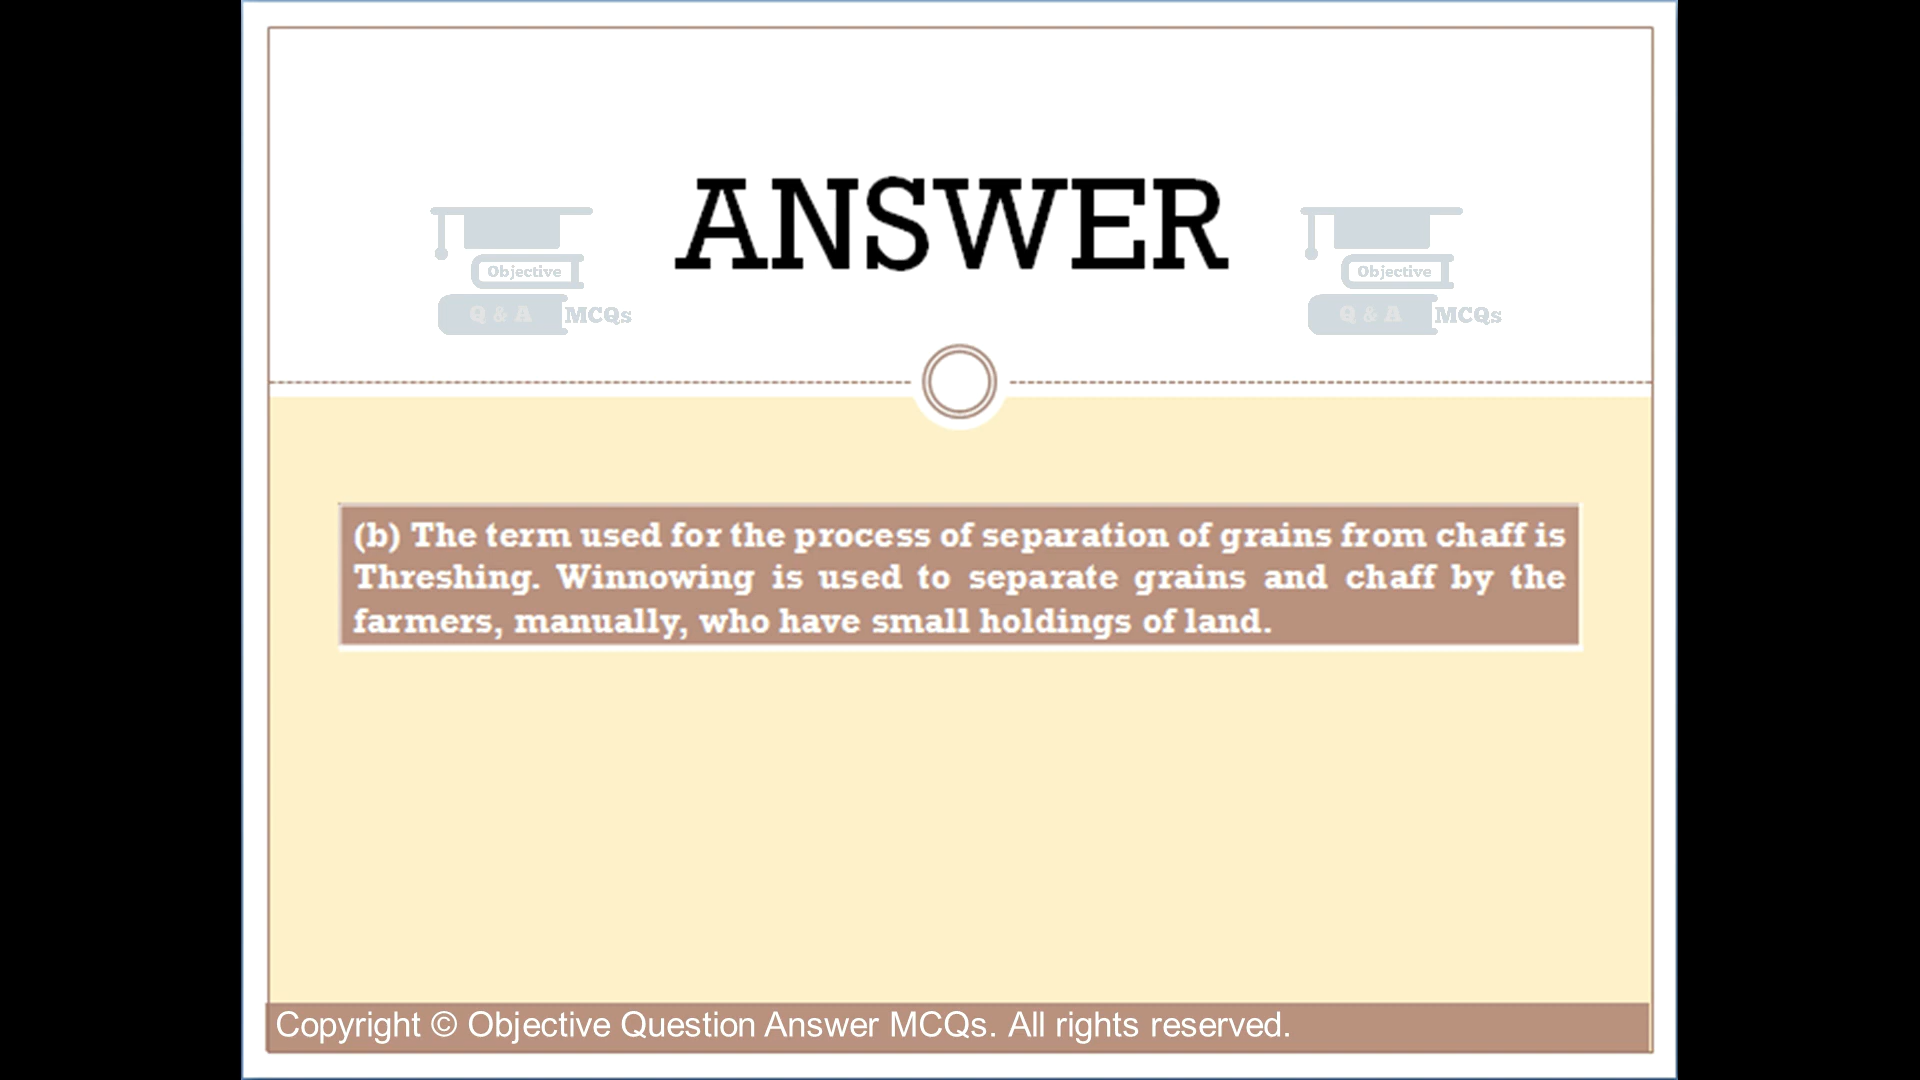 ANSWER
Objective
Q & A MCQs
Objective
Q & A MCQs
(b) The term used for the process of separation of grains from chaff is
Threshing. Winnowing is used to separate grains and chaff by the
farmers, manually, who have small holdings of land.
Copyright © Objective Question Answer MCQs. All rights reserved.